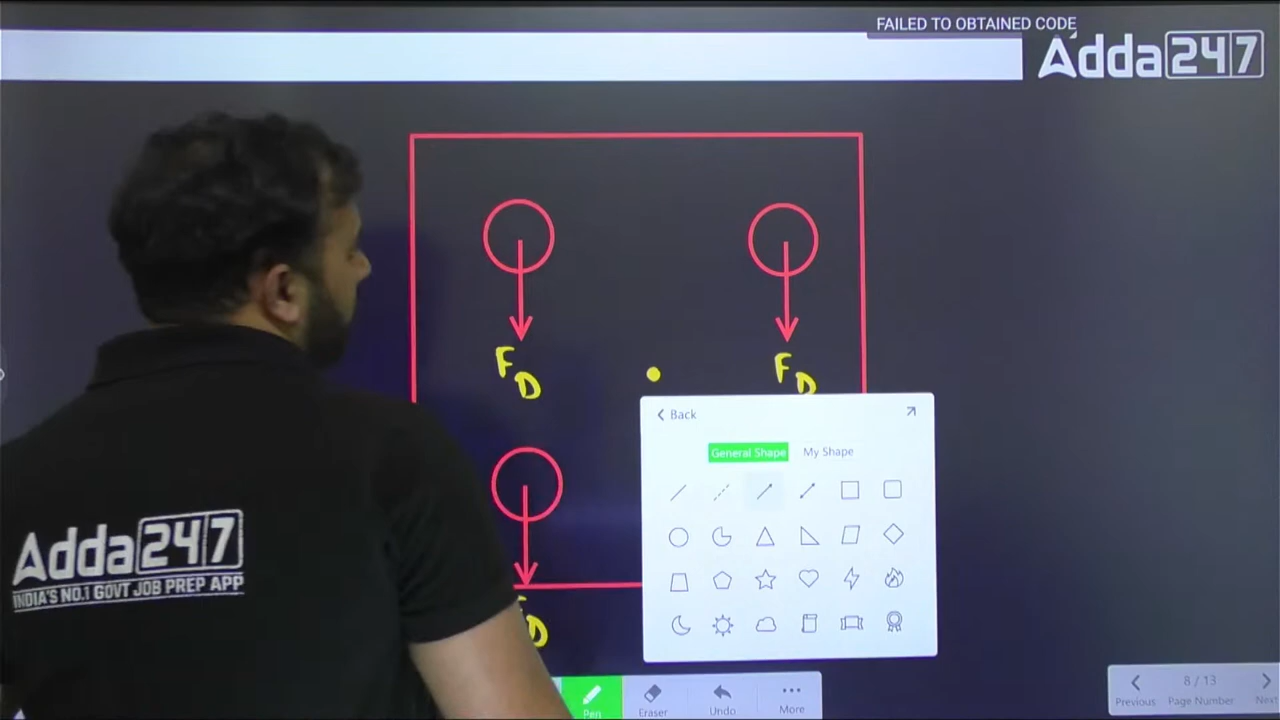 FAILED TO OBTAINED CODE
Adda247
F D
F D
Back
General Shape
My Shape
Adda247
INDIA'S NO.1 GOVT JOB PREP APP
D
Pen
Eraser
Undo
More
8 / 13
Previous
Page Number
Next